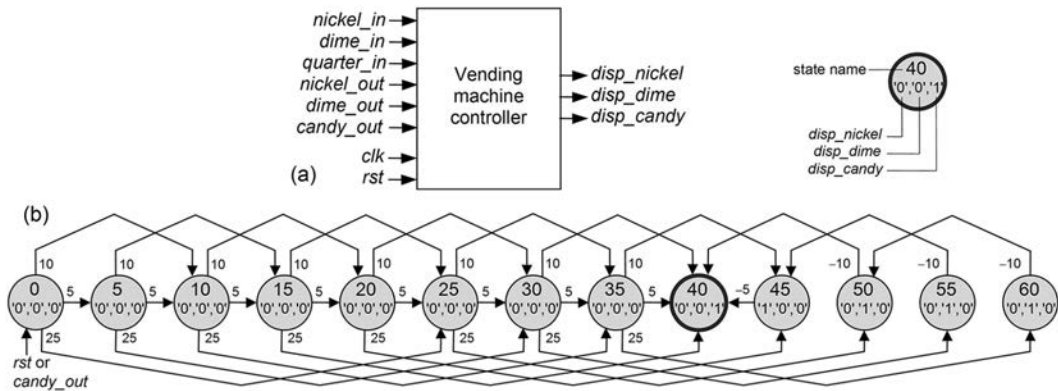 nickel_in
dime_in
quarter_in
nickel_out
dime_out
candy_out
clk
rst
(a)
Vending
machine
controller
disp_nickel
disp_dime
disp_candy
state name
40
'0','0','1'
disp_nickel
disp_dime
disp_candy
(b)
10 10 10 10 10 10 10 10 −10 −10 −10
0 5 10 15 20 25 30 35 40 45 50 55 60
5 5 5 5 5 5 5 5 −5
'0','0','0' '0','0','0' '0','0','0' '0','0','0' '0','0','0' '0','0','0' '0','0','0' '0','0','0' '0','0','1' '1','0','0' '0','1','0' '0','1','0' '0','1','0'
25 25 25 25 25 25 25 25
rst or
candy_out